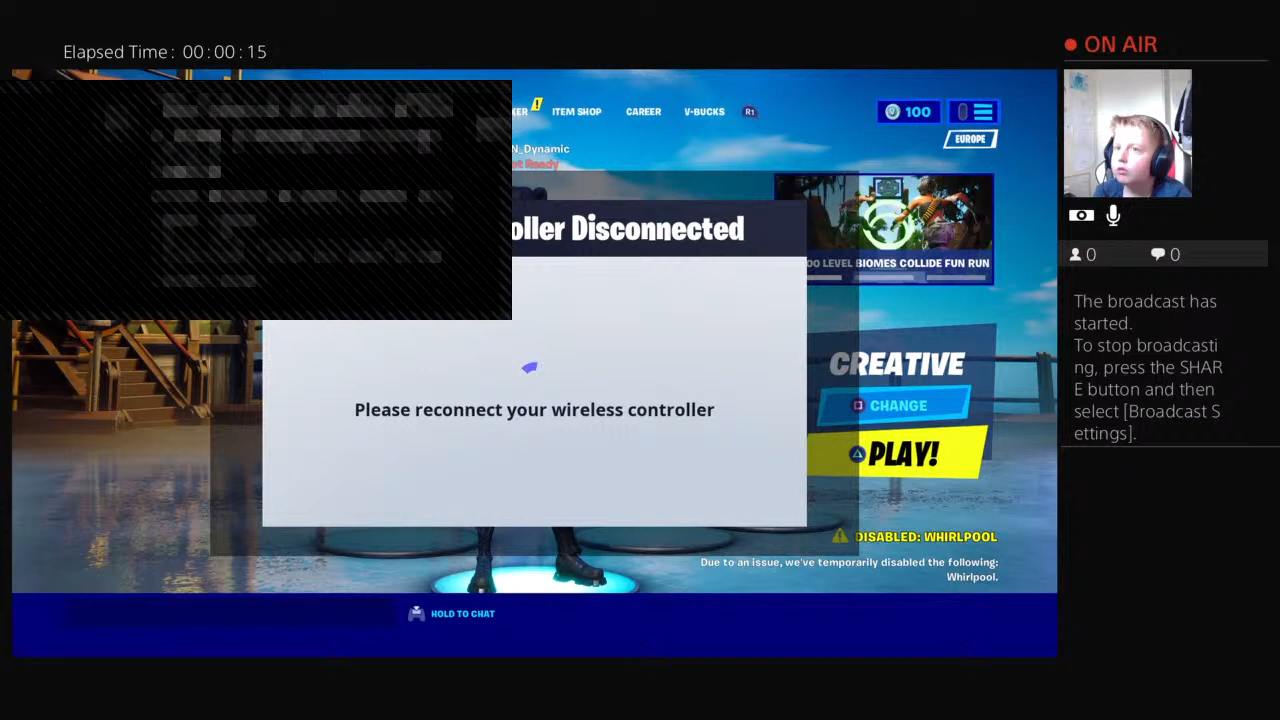 Elapsed Time: 00:00:15
ON AIR
ITEM SHOP
CAREER
V-BUCKS
R1
100
EUROPE
N_Dynamic
Ready
Disconnected
LEVEL BIOMES COLLIDE FUN RUN
Please reconnect your wireless controller
CREATIVE
CHANGE
PLAY!
DISABLED: WHIRLPOOL
Due to an issue, we've temporarily disabled the following:
Whirlpool.
HOLD TO CHAT
0
0
The broadcast has
started.
To stop broadcasti
ng, press the SHAR
E button and then
select [Broadcast S
ettings].